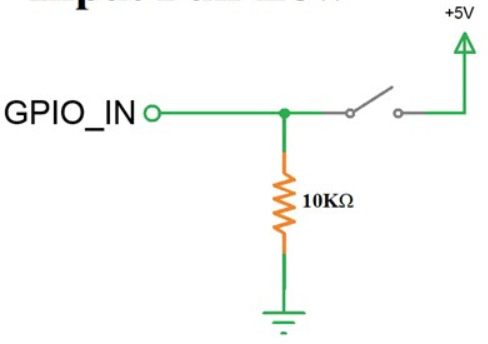 +5V
GPIO_IN
10KΩ